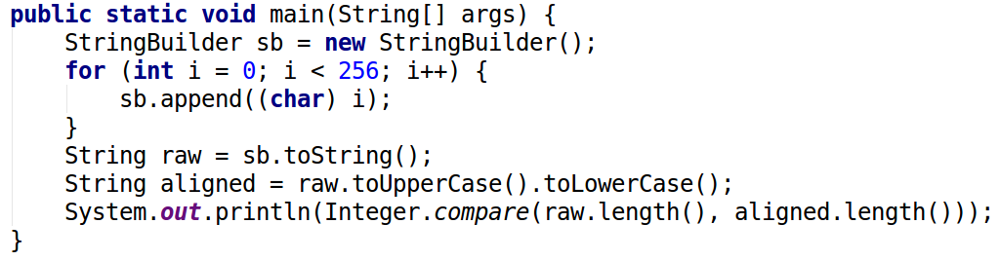 public static void main(String[] args) {
    StringBuilder sb = new StringBuilder();
    for (int i = 0; i < 256; i++) {
        sb.append((char) i);
    }
    String raw = sb.toString();
    String aligned = raw.toUpperCase().toLowerCase();
    System.out.println(Integer.compare(raw.length(), aligned.length()));
}